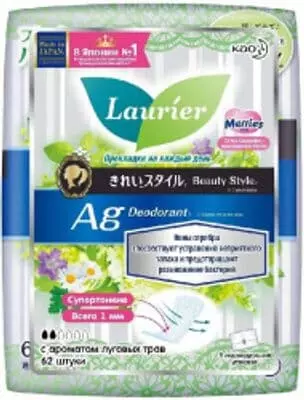 Made in
JAPAN.
В Японии №1
KAO
Laurier
Merries
Прокладки на каждый день
きれいスタイル。 Beauty Style.
Ag Deodorant
Ионы серебра
способствует устранению неприятного
запаха и предотвращают
размножение бактерий
Супертонкие
Всего 1 мм
с ароматом луговых трав
62 штуки